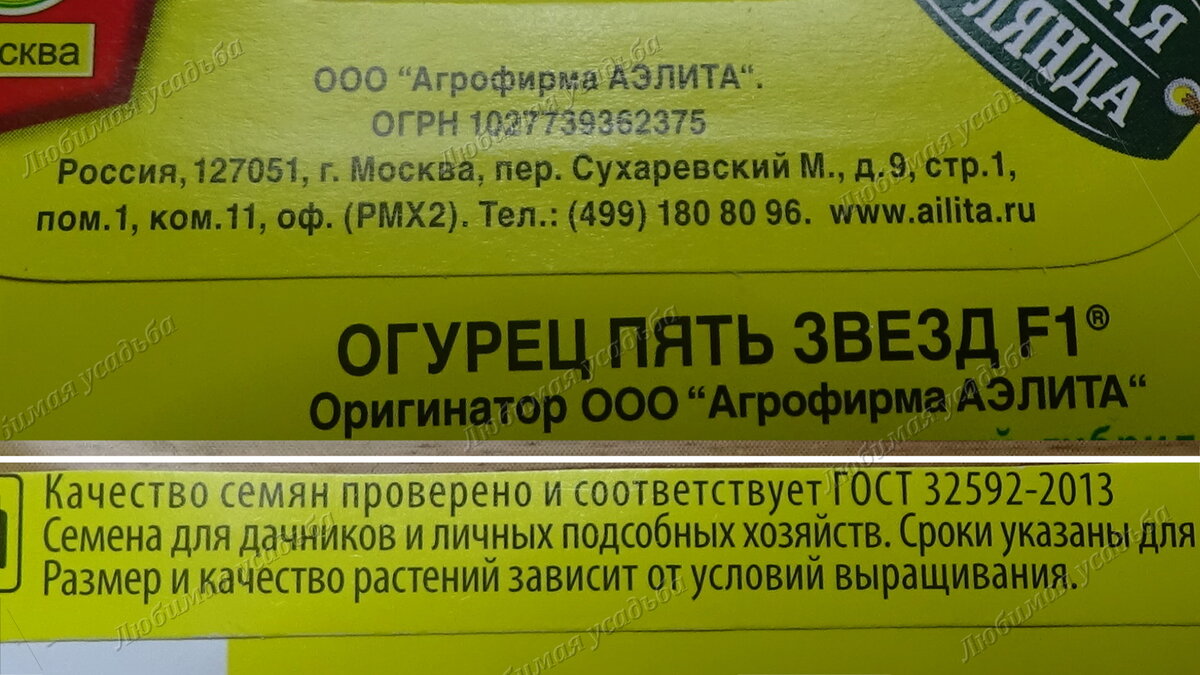 сква
ООО “Агрофирма АЭЛИТА“.
ОГРН 1027739362375
Россия, 127051, г. Москва, пер. Сухаревский М., д.9, стр.1,
пом.1, ком.11, оф. (РМХ2). Тел.: (499) 180 80 96. www.ailita.ru
ОГУРЕЦ ПЯТЬ ЗВЕЗД F1®
Оригинатор ООО “Агрофирма АЭЛИТА“
Качество семян проверено и соответствует ГОСТ 32592-2013
Семена для дачников и личных подсобных хозяйств. Сроки указаны для
Размер и качество растений зависит от условий выращивания.
Любимая усадьба